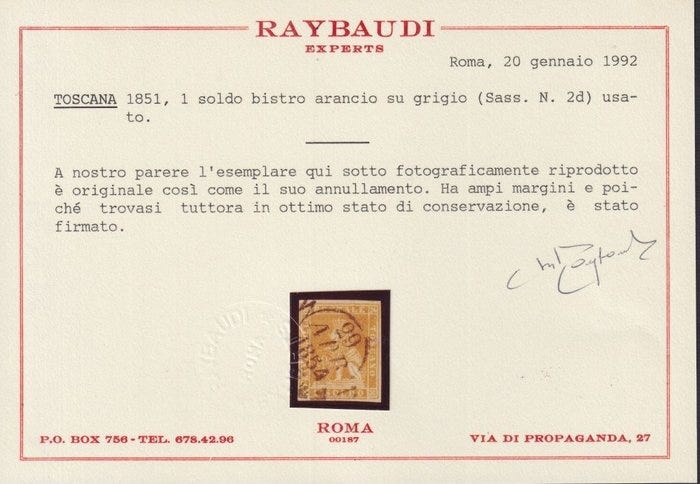 RAYBAUDI
EXPERTS
Roma, 20 gennaio 1992
TOSCANA 1851, 1 soldo bistro arancio su grigio (Sass. N. 2d) usa-
to.
A nostro parere l'esemplare qui sotto fotograficamente riprodotto
è originale così come il suo annullamento. Ha ampi margini e poi-
ché trovasi tuttora in ottimo stato di conservazione, è stato
firmato.
APR
1854
ROMA
00187
P.O. BOX 756 - TEL. 678.42.96
VIA DI PROPAGANDA, 27